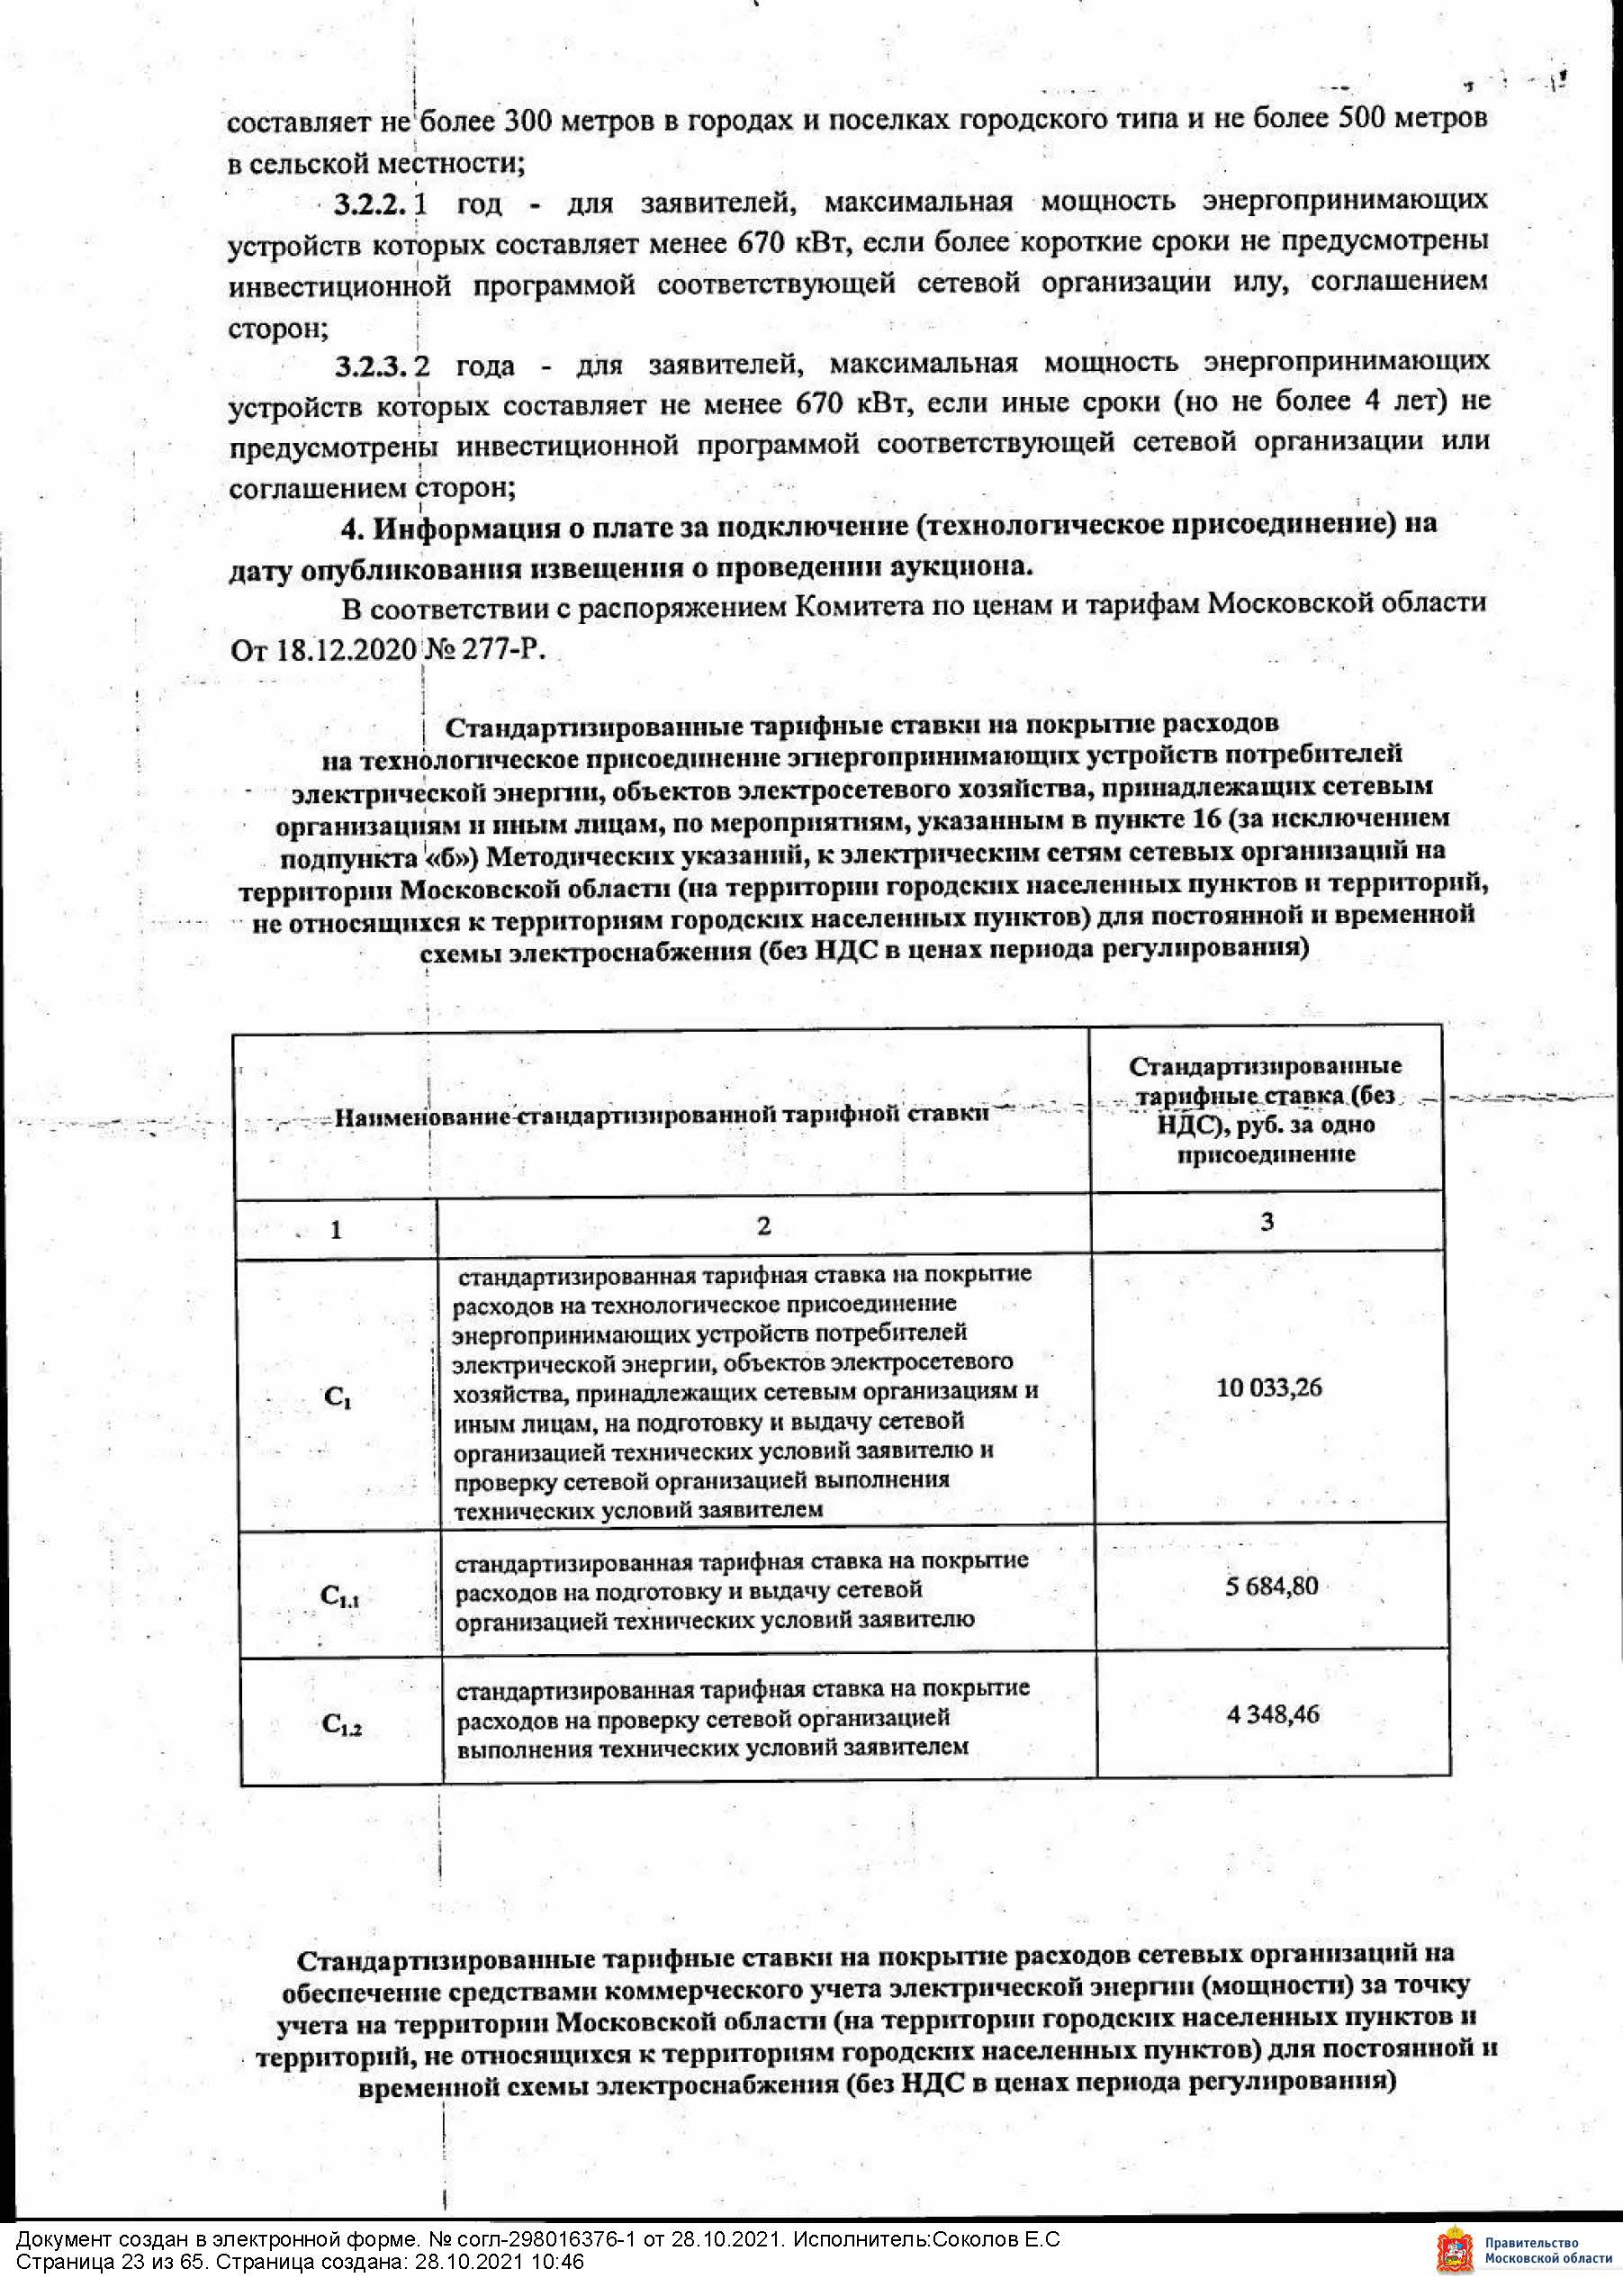 составляет не более 300 метров в городах и поселках городского типа и не более 500 метров
в сельской местности;
3.2.2. 1 год - для заявителей, максимальная мощность энергопринимающих
устройств которых составляет менее 670 кВт, если более короткие сроки не предусмотрены
инвестиционной программой соответствующей сетевой организации илу, соглашением
сторон;
3.2.3. 2 года - для заявителей, максимальная мощность энергопринимающих
устройств которых составляет не менее 670 кВт, если иные сроки (но не более 4 лет) не
предусмотрены инвестиционной программой соответствующей сетевой организации или
соглашением сторон;
4. Информация о плате за подключение (технологическое присоединение) на
дату опубликования извещения о проведении аукциона.
В соответствии с распоряжением Комитета по ценам и тарифам Московской области
От 18.12.2020 № 277-Р.
Стандартизированные тарифные ставки на покрытие расходов
на технологическое присоединение эгнергопринимающих устройств потребителей
электрической энергии, объектов электросетевого хозяйства, принадлежащих сетевым
организациям и иным лицам, по мероприятиям, указанным в пункте 16 (за исключением
подпункта «б») Методических указаний, к электрическим сетям сетевых организаций на
территории Московской области (на территории городских населенных пунктов и территорий,
не относящихся к территориям городских населенных пунктов) для постоянной и временной
схемы электроснабжения (без НДС в ценах периода регулирования)
Наименование стандартизированной тарифной ставки
Стандартизированные
тарифные ставка (без
НДС), руб. за одно
присоединение
1
2
3
C1
стандартизированная тарифная ставка на покрытие
расходов на технологическое присоединение
энергопринимающих устройств потребителей
электрической энергии, объектов электросетевого
хозяйства, принадлежащих сетевым организациям и
иным лицам, на подготовку и выдачу сетевой
организацией технических условий заявителю и
проверку сетевой организацией выполнения
технических условий заявителем
10 033,26
C1.1
стандартизированная тарифная ставка на покрытие
расходов на подготовку и выдачу сетевой
организацией технических условий заявителю
5 684,80
C1.2
стандартизированная тарифная ставка на покрытие
расходов на проверку сетевой организацией
выполнения технических условий заявителем
4 348,46
Стандартизированные тарифные ставки на покрытие расходов сетевых организаций на
обеспечение средствами коммерческого учета электрической энергии (мощности) за точку
учета на территории Московской области (на территории городских населенных пунктов и
территорий, не относящихся к территориям городских населенных пунктов) для постоянной и
временной схемы электроснабжения (без НДС в ценах периода регулирования)
Документ создан в электронной форме. № согл-298016376-1 от 28.10.2021. Исполнитель:Соколов Е.С
Страница 23 из 65. Страница создана: 28.10.2021 10:46
Правительство
Московской области